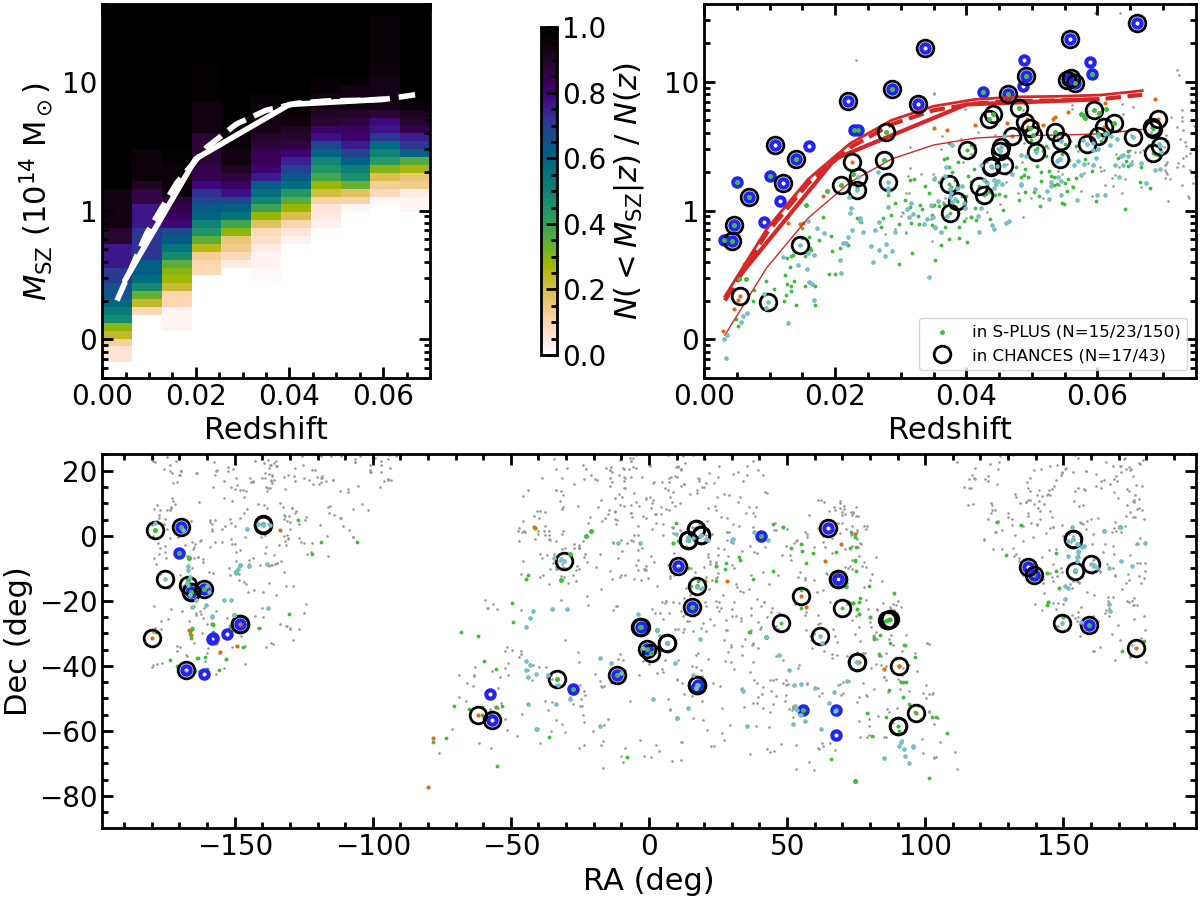 10
1
0
0.00 0.02 0.04 0.06
Redshift
M_SZ (10^14 M_⊙)
1.0
0.8
0.6
0.4
0.2
0.0
N(< M_SZ|z) / N(z)
10
1
0
0.00 0.02 0.04 0.06
Redshift
in S-PLUS (N=15/23/150)
in CHANCES (N=17/43)
20
0
−20
−40
−60
−80
Dec (deg)
−150 −100 −50 0 50 100 150
RA (deg)